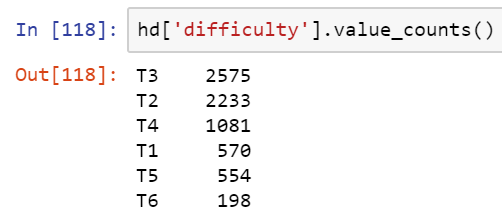 In [118]: hd['difficulty'].value_counts()
Out[118]: T3 2575
T2 2233
T4 1081
T1 570
T5 554
T6 198